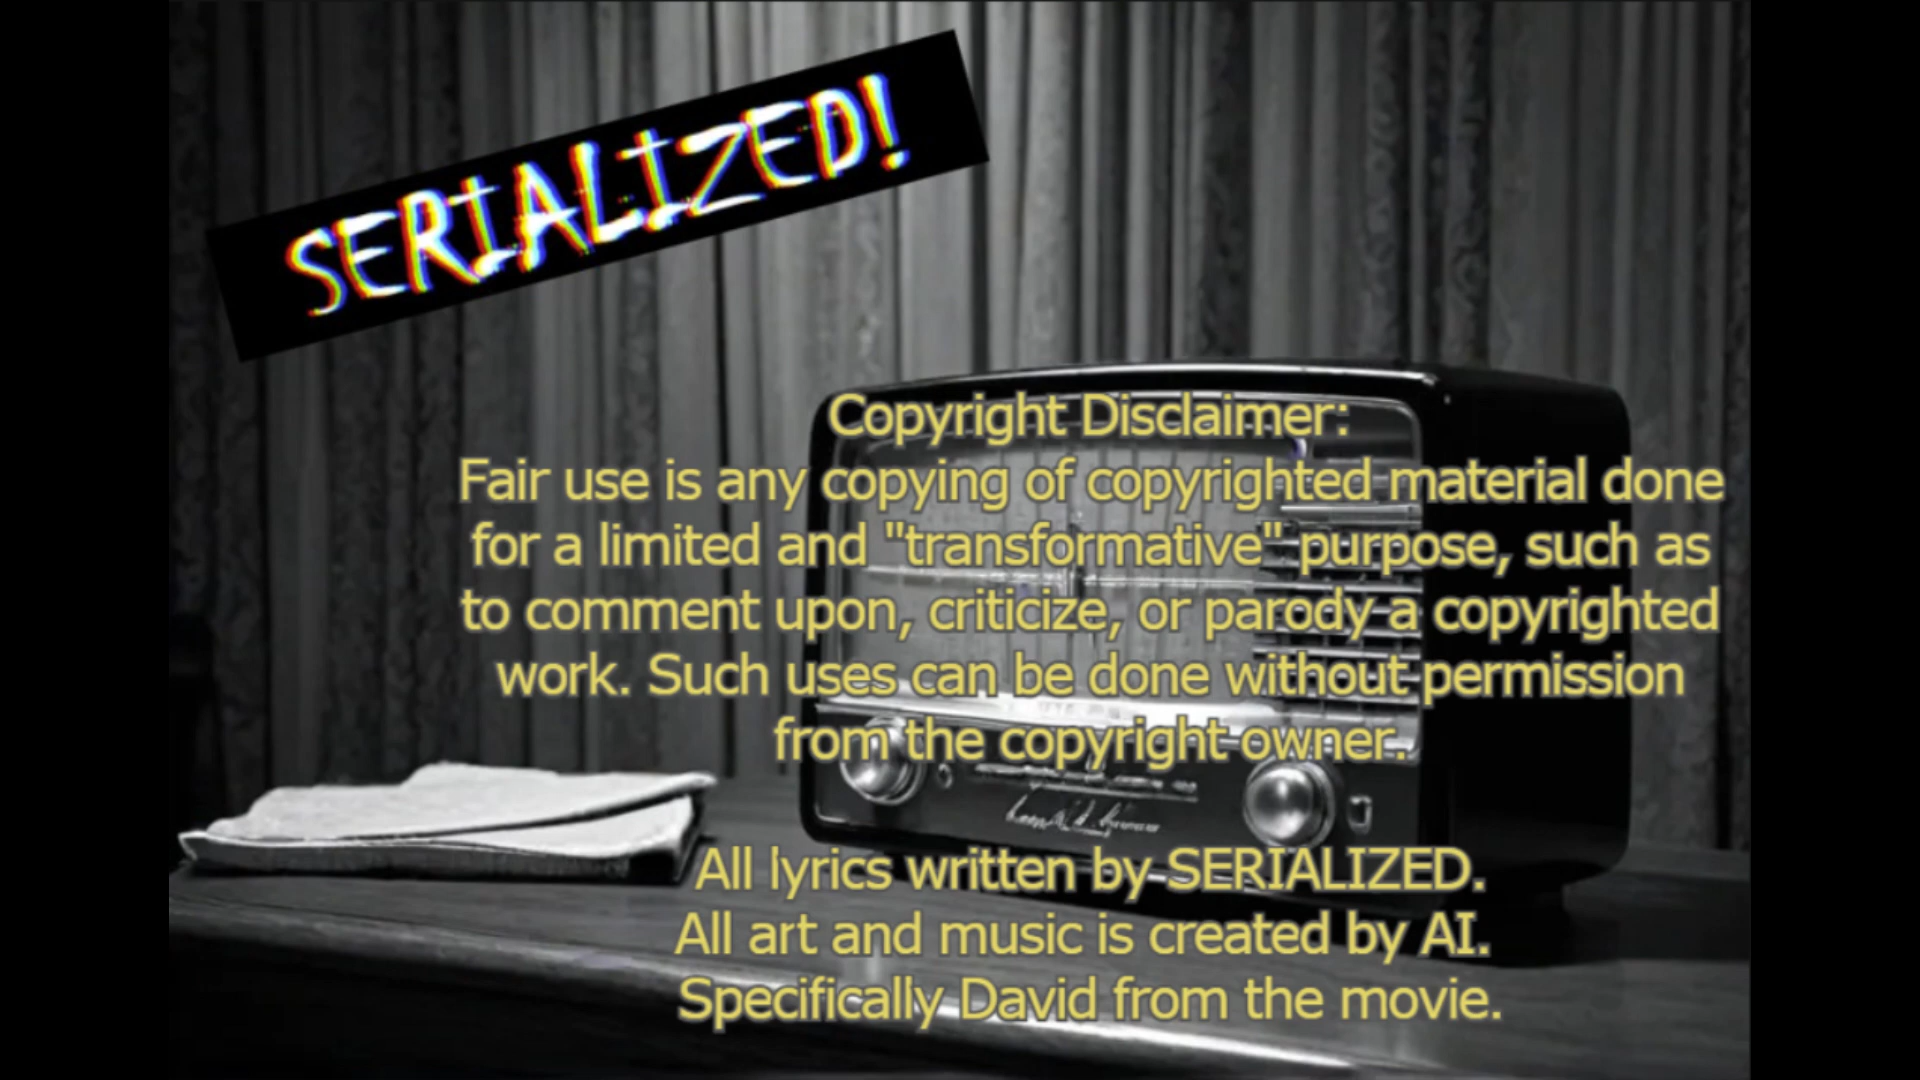 SERIALIZED!
Copyright Disclaimer:
Fair use is any copying of copyrighted material done
for a limited and "transformative" purpose, such as
to comment upon, criticize, or parody a copyrighted
work. Such uses can be done without permission
from the copyright owner.
All lyrics written by SERIALIZED.
All art and music is created by AI.
Specifically David from the movie.